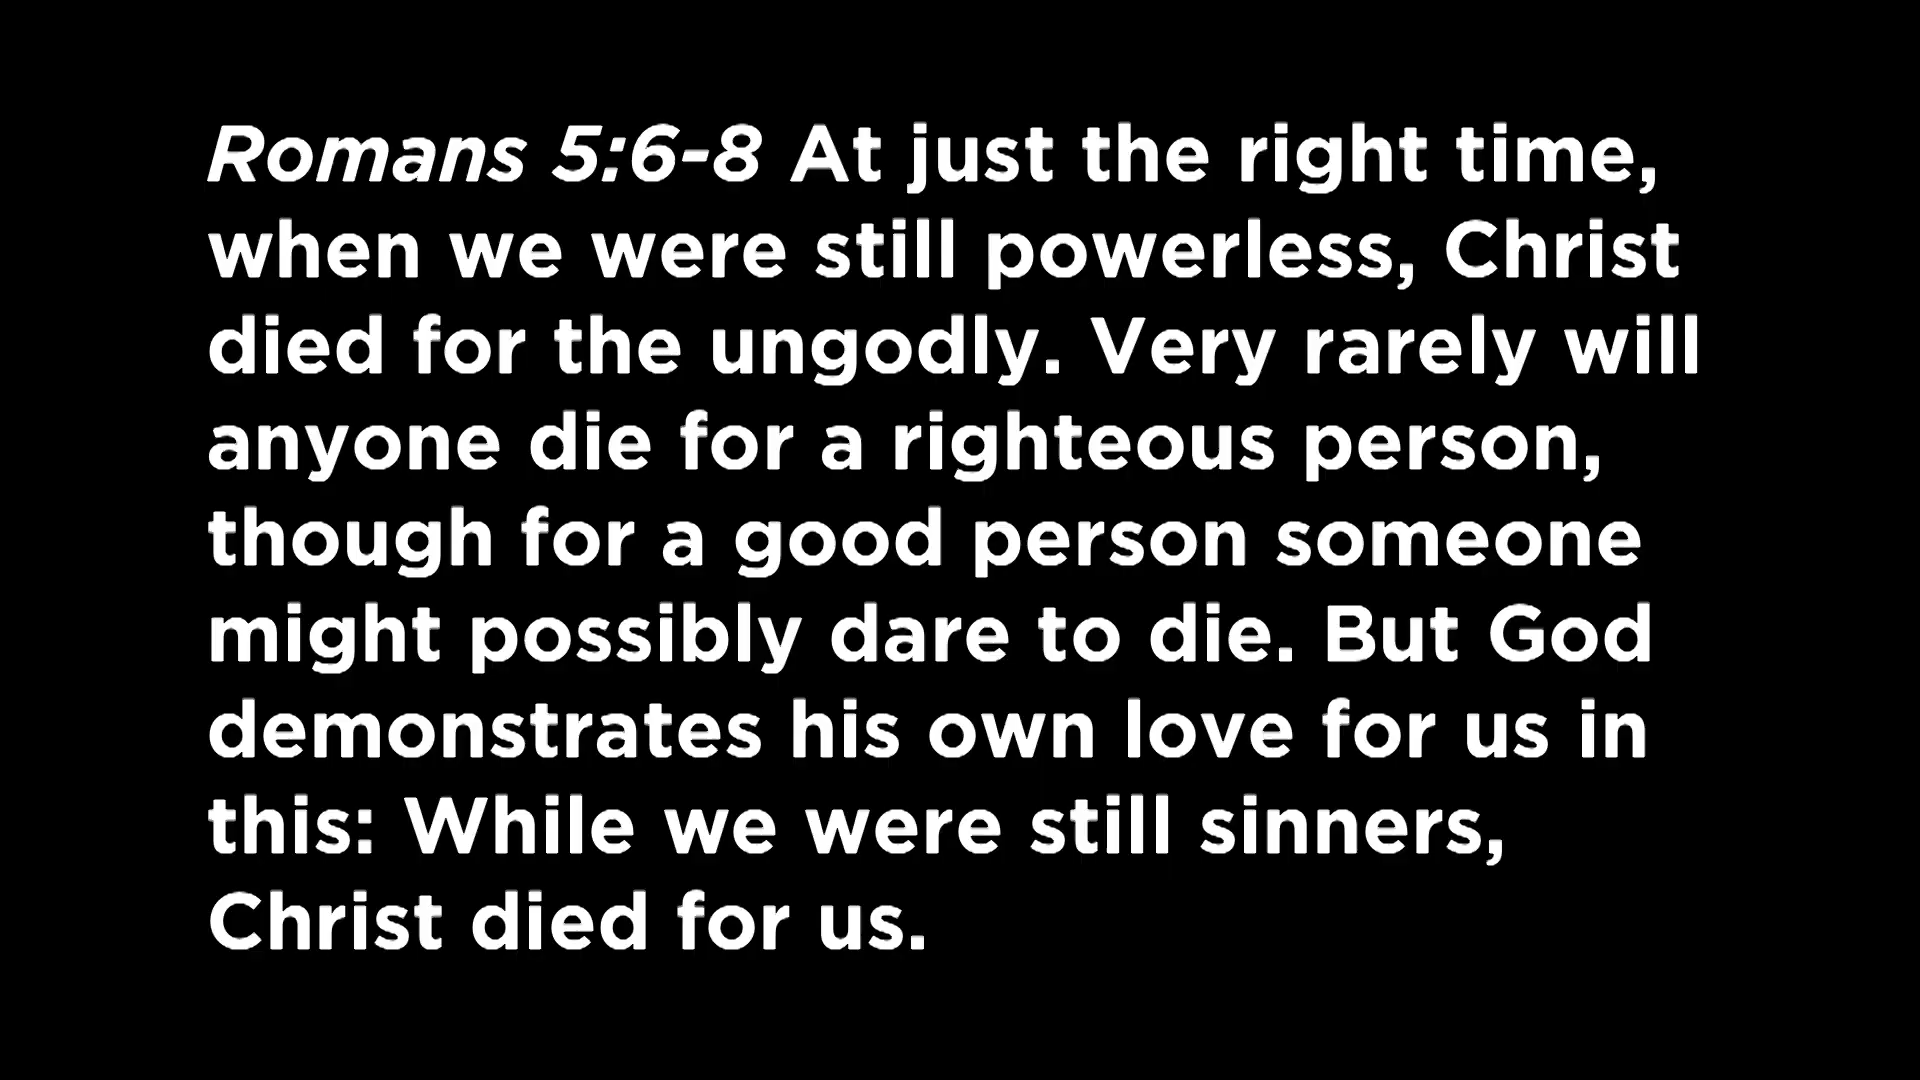 Romans 5:6-8 At just the right time,
when we were still powerless, Christ
died for the ungodly. Very rarely will
anyone die for a righteous person,
though for a good person someone
might possibly dare to die. But God
demonstrates his own love for us in
this: While we were still sinners,
Christ died for us.